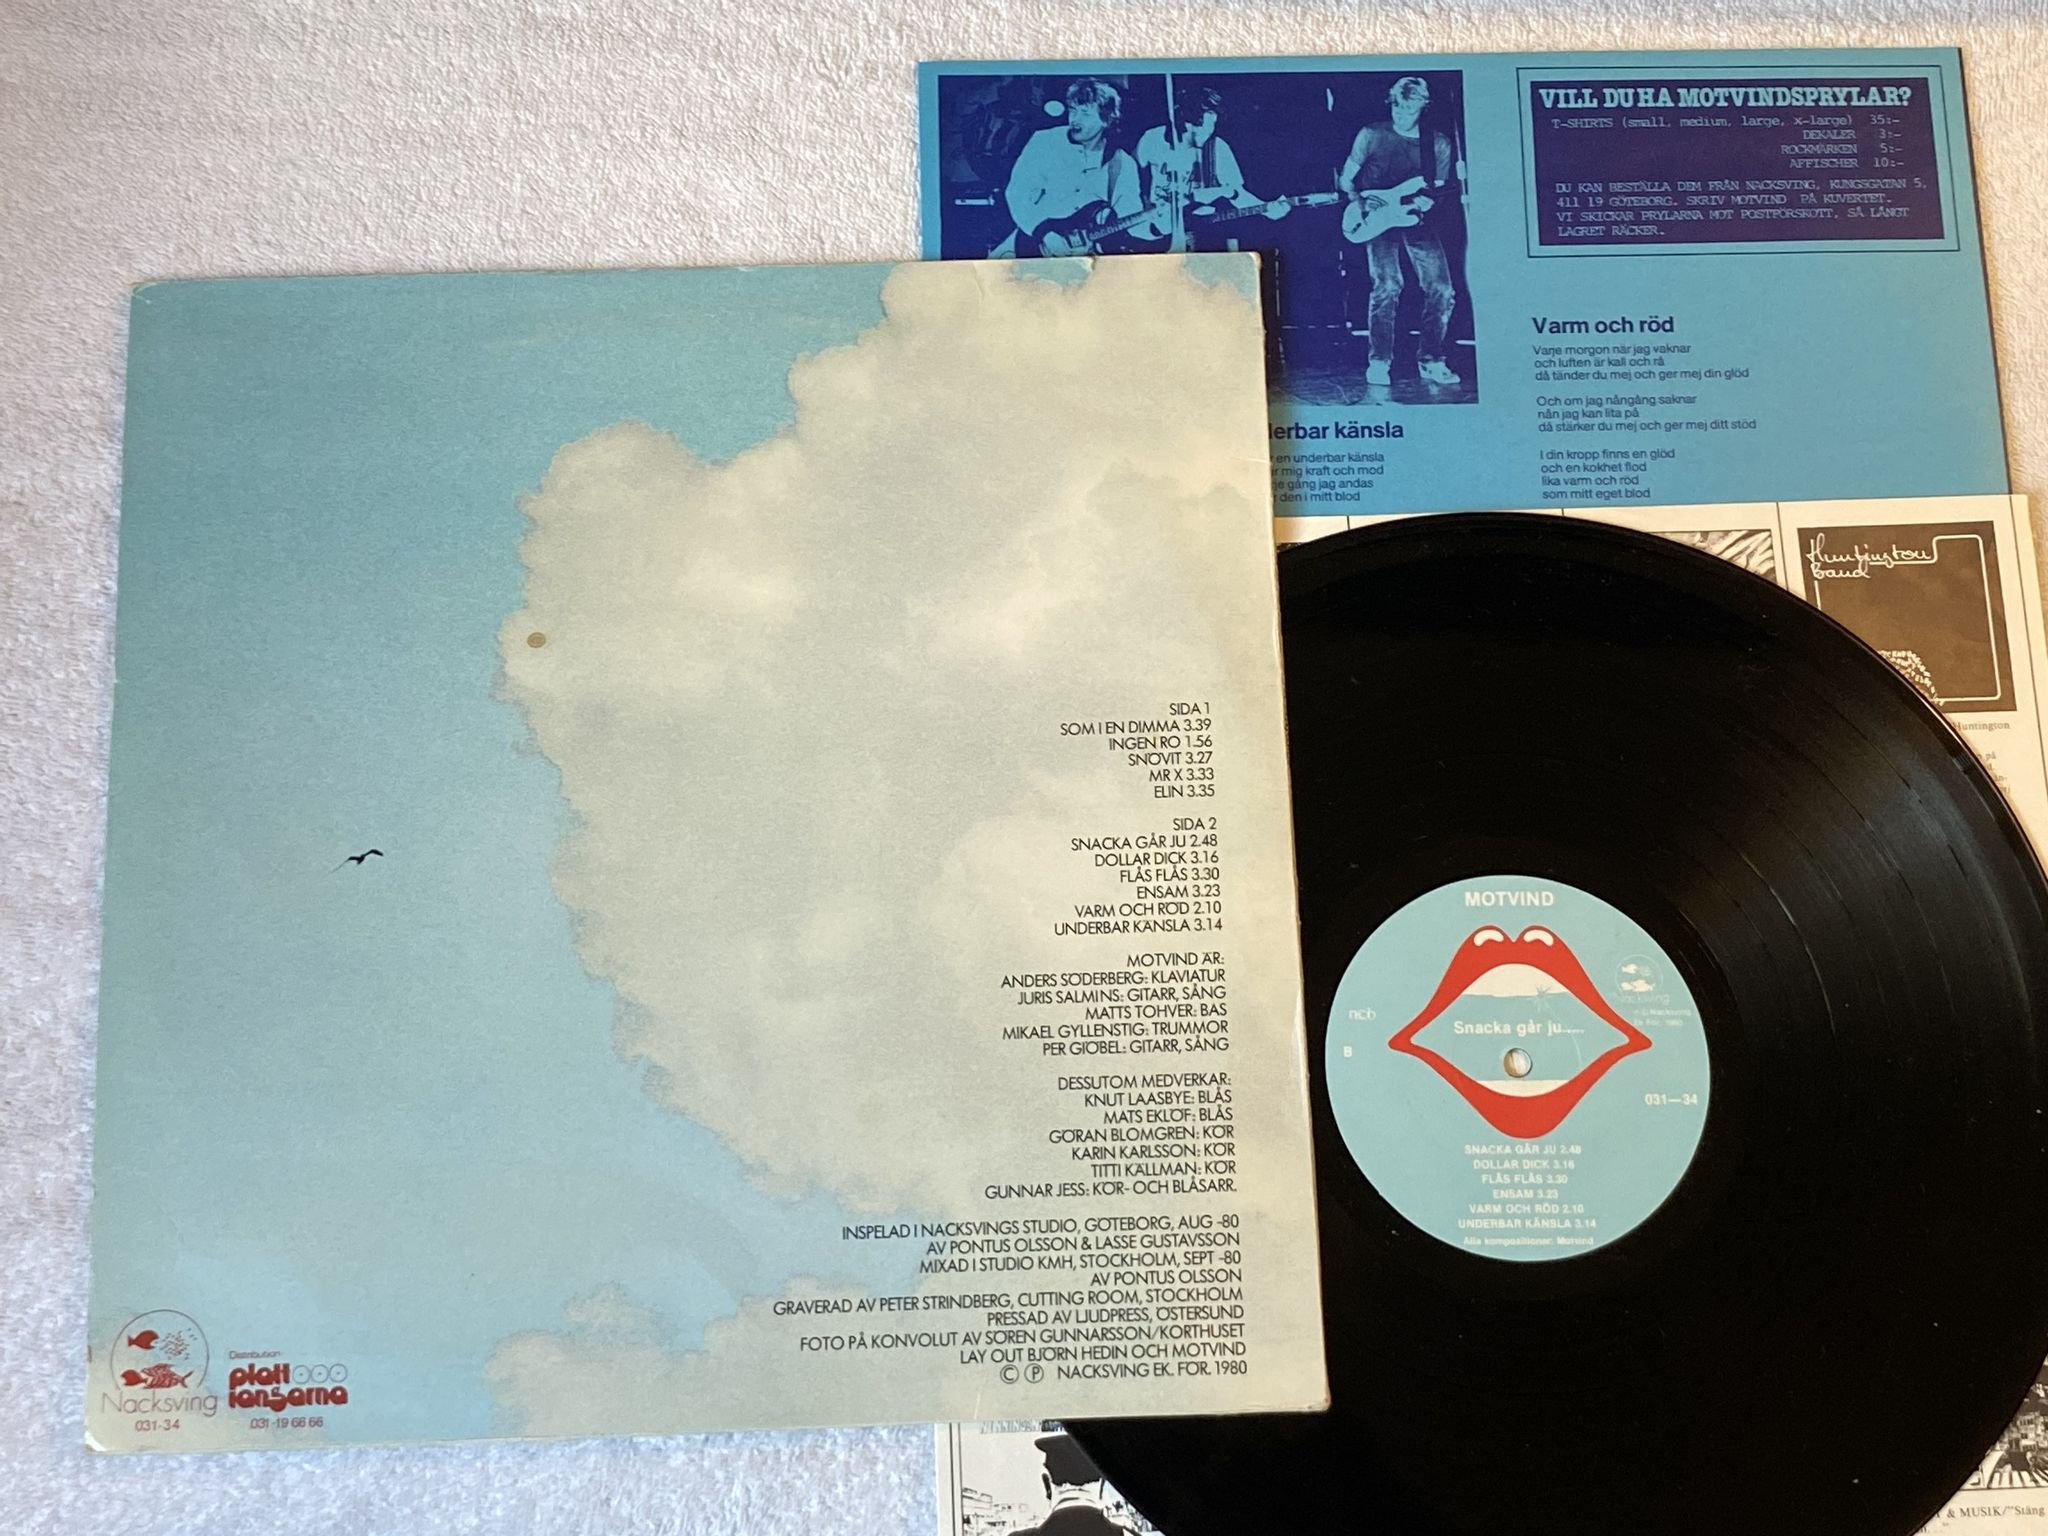 VILL DU HA MOTVINDSPRYLAR?
T-SHIRTS (small, medium, large, x-large) 35:-
DEKALER 3:-
ROCKMÄRKEN 5:-
AFFISCHER 10:-
DU KAN BESTÄLLA DEM FRÅN NACKSVING, KUNGSGATAN 5,
411 19 GÖTEBORG. SKRIV MOTVIND PÅ KUVERTET.
VI SKICKAR PRYLARNA MOT POSTFÖRSKOTT, SÅ LÅNGT
LAGRET RÄCKER.
Varm och röd
Varje morgon när jag vaknar
och luften är kall och rå
då tänder du mej och ger mej din glöd
Och om jag nångång saknar
nån jag kan lita på
då stärker du mej och ger mej ditt stöd
I din kropp finns en glöd
och en kokhet flod
lika varm och röd
som mitt eget blod
derbar känsla
en underbar känsla
mig kraft och mod
je gång jag andas
den i mitt blod
Huntington
Band
Huntington
på
SIDA 1
SOM I EN DIMMA 3.39
INGEN RO 1.56
SNÖVIT 3.27
MR X 3.33
ELIN 3.35
SIDA 2
SNACKA GÅR JU 2.48
DOLLAR DICK 3.16
FLÅS FLÅS 3.30
ENSAM 3.23
VARM OCH RÖD 2.10
UNDERBAR KÄNSLA 3.14
MOTVIND ÄR:
ANDERS SÖDERBERG: KLAVIATUR
JURIS SALMINS: GITARR, SÅNG
MATTS TOHVER: BAS
MIKAEL GYLLENSTIG: TRUMMOR
PER GIÖBEL: GITARR, SÅNG
DESSUTOM MEDVERKAR:
KNUT LAASBYE: BLÅS
MATS EKLÖF: BLÅS
GÖRAN BLOMGREN: KÖR
KARIN KARLSSON: KÖR
TITTI KÄLLMAN: KÖR
GUNNAR JESS: KÖR- OCH BLÅSARR.
INSPELAD I NACKSVINGS STUDIO, GÖTEBORG, AUG -80
AV PONTUS OLSSON & LASSE GUSTAVSSON
MIXAD I STUDIO KMH, STOCKHOLM, SEPT -80
AV PONTUS OLSSON
GRAVERAD AV PETER STRINDBERG, CUTTING ROOM, STOCKHOLM
PRESSAD AV LJUDPRESS, ÖSTERSUND
FOTO PÅ KONVOLUT AV SÖREN GUNNARSSON/KORTHUSET
LAY OUT BJÖRN HEDIN OCH MOTVIND
© ℗ NACKSVING EK. FÖR. 1980
Nacksving
031-34
Distribution
platt
langarna
031-19 66 66
MOTVIND
Nacksving
ncb
Snacka går ju.....
B
031—34
SNACKA GÅR JU 2.48
DOLLAR DICK 3.16
FLÅS FLÅS 3.30
ENSAM 3.23
VARM OCH RÖD 2.10
UNDERBAR KÄNSLA 3.14
Alla kompositioner: Motvind
& MUSIK/"Stäng